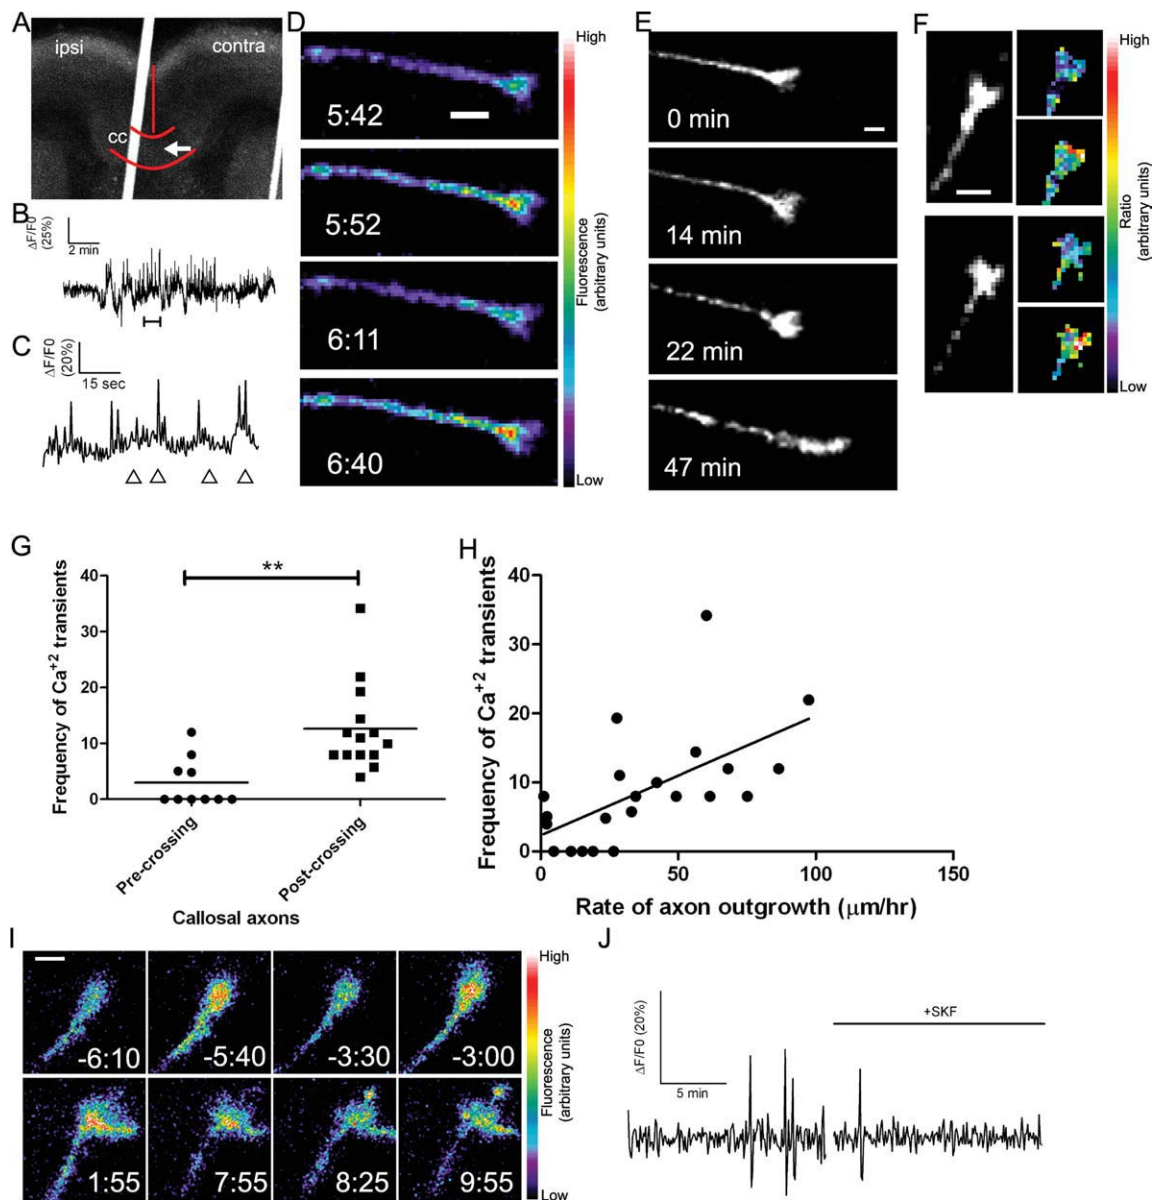 A
ipsi
contra
cc
B
ΔF/F0
(25%)
2 min
C
ΔF/F0
(20%)
15 sec
D
5:42
5:52
6:11
6:40
High
Fluorescence
(arbitrary units)
Low
E
0 min
14 min
22 min
47 min
F
High
Ratio
(arbitrary units)
Low
G
Frequency of Ca+2 transients
40
30
20
10
0
**
Pre-crossing
Post-crossing
Callosal axons
H
Frequency of Ca+2 transients
40
30
20
10
0
0
50
100
150
Rate of axon outgrowth (μm/hr)
I
-6:10
-5:40
-3:30
-3:00
1:55
7:55
8:25
9:55
High
Fluorescence
(arbitrary units)
Low
J
ΔF/F0 (20%)
5 min
+SKF